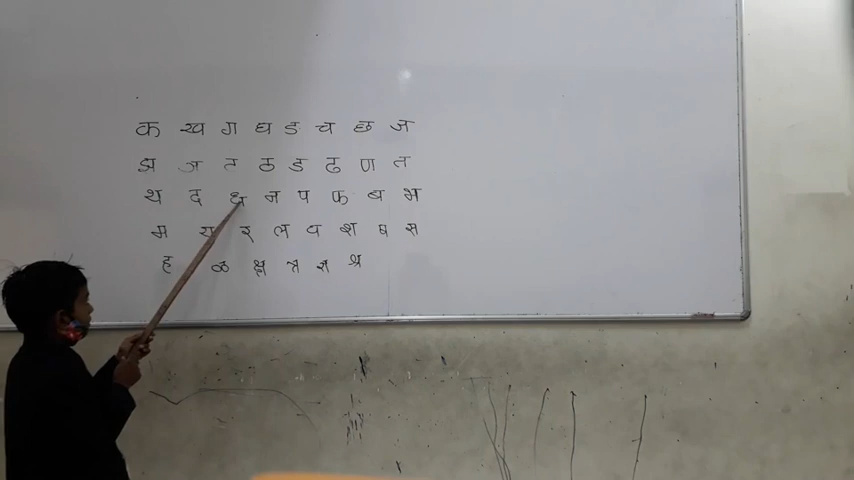 क ख ग घ ङ च छ ज
झ ञ ट ठ ड ढ ण त
थ द ध न प फ ब भ
म य र ल व श ष स
ह ळ क्ष त्र ज्ञ श्र